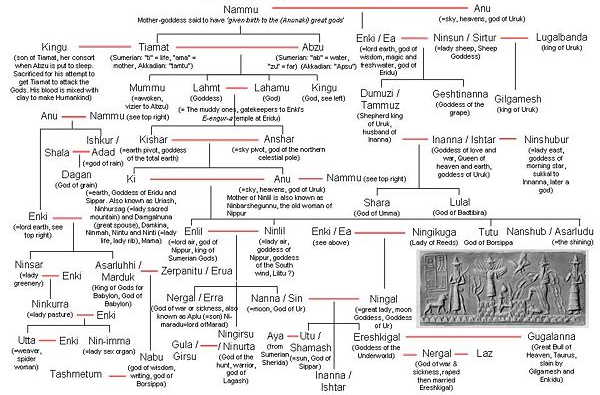 Nammu
Anu
Mother-goddess said to have 'given birth to the (Anunaki) great gods'
(=sky, heavens, god of Uruk)
Enki / Ea
(=lord earth, god of
wisdom, magic and
freshwater, god of
Eridu)
Ninsun / Sirtur
(=lady sheep, Sheep
Goddess)
Lugalbanda
(king of Uruk)
Kingu
(son of Tiamat, her consort
when Abzu is put to sleep.
Sacrificed for his attempt to
get Tiamat to attack the
Gods. His blood is mixed with
clay to make Humankind)
Tiamat
(Sumerian: "ti" = life, "ama" =
mother, Akkadian: "tamtu")
Abzu
(Sumerian: "ab" = water,
"zu" = far) (Akkadian: "Apsu")
Mummu
(=awoken,
vizier to Abzu)
Lahmt
(Goddess)
Lahamu
(God)
Kingu
(God, see left)
(= The muddy ones, gatekeepers to Enki's
E-engur-a temple at Eridu)
Dumuzi /
Tammuz
(Shepherd king
of Uruk,
husband of
Inanna)
Geshtinanna
(Goddess of
the grape)
Gilgamesh
(king of Uruk)
Anu
Nammu (see top right)
Ishkur /
Shala
Adad
(=god of rain)
Dagan
(God of grain)
Kishar
(=earth pivot, goddess
of the total earth)
Anshar
(=sky pivot, god of the northern
celestial pole)
Inanna / Ishtar
(Goddess of love and
war, Queen of
heaven and earth,
goddess of Uruk)
Ninshubur
(=lady east,
goddess of
morning star,
sukkal to
Inanna, later a
god)
Ki
(=earth, Goddess of Eridu and
Sippar. Also known as Uriash,
Ninhursag (=lady sacred
mountain) and Damgalnuna
(great spouse), Damkina,
Ninmah, Nintu and Ninti (=lady
life, lady rib), Mama)
Anu
Nammu (see top right)
(=sky, heavens, god of Uruk)
Mother of Ninlil is also known as
Ninbarshegunnu, the old woman of
Nippur
Shara
(God of Umma)
Lulal
(God of Badtibira)
Enki
(=lord earth, see
top right)
Enlil
(=lord air, god of
Nippur, king of
Sumerian Gods)
Ninlil
(=lady air,
goddess of
Nippur, goddess
of the South
wind, Lilitu ?)
Enki / Ea
(see above)
Ningikuga
(Lady of Reeds)
Tutu
God of Borsippa)
Nanshub / Asarludu
(=the shining)
Ninsar
(=lady
greenery)
Enki
Asarluhhi /
Marduk
(King of Gods for
Babylon, God of
Babylon)
Zerpanitu / Erua
Ninkurra
(=lady pasture)
Enki
Nergal / Erra
(God of war or sickness, also
known as Aplu (=son) Ni-
maradu=lord of Marad)
Nanna / Sin
(=moon, God of Ur)
Ningal
(=great lady, moon
Goddess, Goddess
of Ur)
Utta
(=weaver,
spider
woman)
Enki
Nin-imma
(=lady sex organ)
Nabu
(god of wisdom,
writing, god of
Borsippa)
Tashmetum
Gula /
Girsu
Ningirsu
/ Ninurta
(God of the
hunt, warrior,
god of
Lagash)
Aya
(from
Sumerian
Sherida)
Utu /
Shamash
(=sun, God of
Sippar)
Inanna /
Ishtar
Ereshkigal
(Goddess of the
Underworld)
Gugalanna
(Great Bull of
Heaven, Taurus,
slain by
Gilgamesh and
Enkidu)
Nergal
(God of war &
sickness, raped
then married
Ereshkigal)
Laz